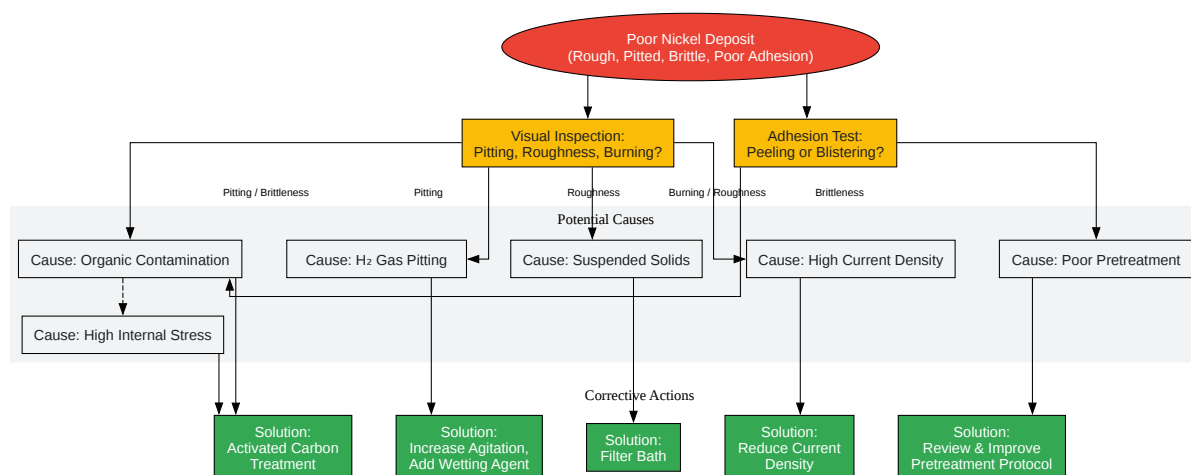 Poor Nickel Deposit
(Rough, Pitted, Brittle, Poor Adhesion)
Visual Inspection:
Pitting, Roughness, Burning?
Adhesion Test:
Peeling or Blistering?
Pitting / Brittleness
Pitting
Roughness
Burning / Roughness
Brittleness
Potential Causes
Cause: Organic Contamination
Cause: H₂ Gas Pitting
Cause: Suspended Solids
Cause: High Current Density
Cause: Poor Pretreatment
Cause: High Internal Stress
Corrective Actions
Solution:
Activated Carbon
Treatment
Solution:
Increase Agitation,
Add Wetting Agent
Solution:
Filter Bath
Solution:
Reduce Current
Density
Solution:
Review & Improve
Pretreatment Protocol